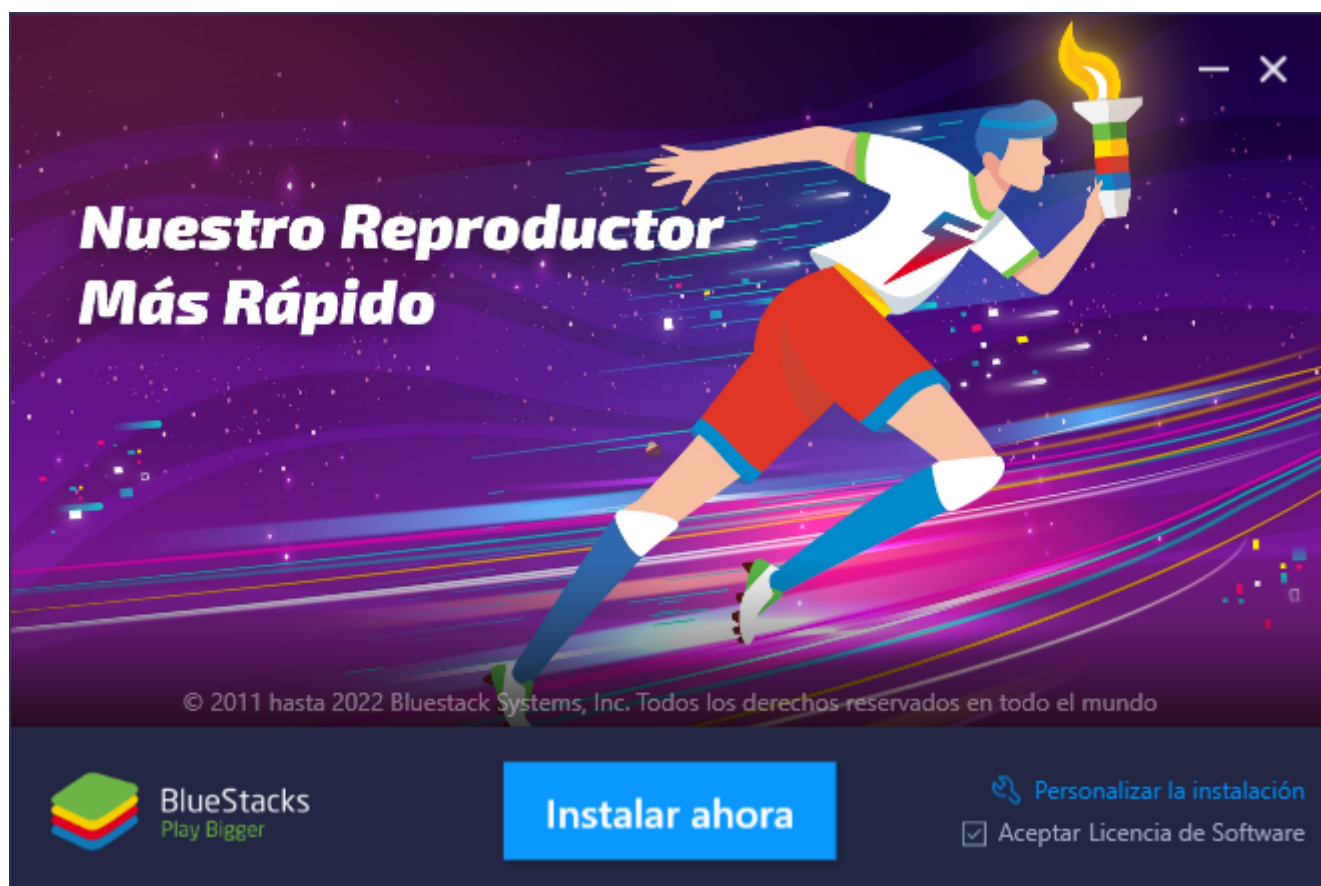 Nuestro Reproductor
Más Rápido
© 2011 hasta 2022 Bluestack Systems, Inc. Todos los derechos reservados en todo el mundo
BlueStacks
Play Bigger
Instalar ahora
Personalizar la instalación
Aceptar Licencia de Software